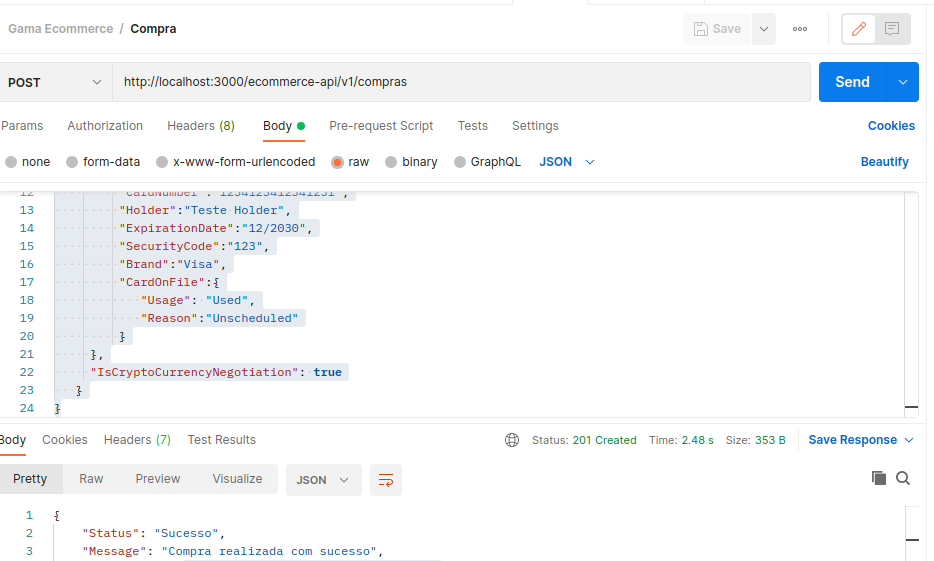 Gama Ecommerce / Compra
Save
POST
http://localhost:3000/ecommerce-api/v1/compras
Send
Params Authorization Headers (8) Body Pre-request Script Tests Settings Cookies
none form-data x-www-form-urlencoded raw binary GraphQL JSON Beautify
13 "Holder":"Teste Holder",
14 "ExpirationDate":"12/2030",
15 "SecurityCode":"123",
16 "Brand":"Visa",
17 "CardOnFile":{
18 "Usage": "Used",
19 "Reason":"Unscheduled"
20 }
21 },
22 "IsCryptoCurrencyNegotiation": true
23 }
24 }
Body Cookies Headers (7) Test Results Status: 201 Created Time: 2.48 s Size: 353 B Save Response
Pretty Raw Preview Visualize JSON
1 {
2 "Status": "Sucesso",
3 "Message": "Compra realizada com sucesso",